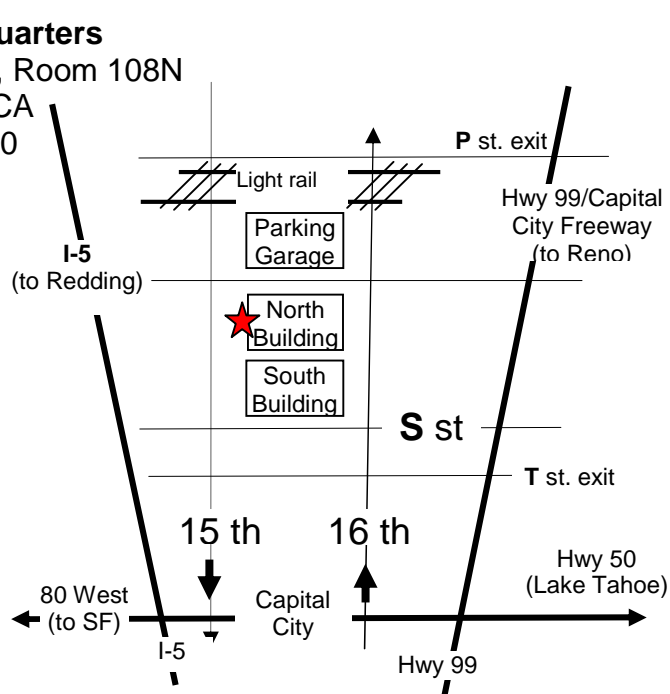 uarters
, Room 108N
CA
0
P st. exit
Light rail
Hwy 99/Capital
City Freeway
(to Reno)
Parking
Garage
I-5
(to Redding)
North
Building
South
Building
S st
T st. exit
15 th
16 th
Hwy 50
(Lake Tahoe)
80 West
(to SF)
Capital
City
I-5
Hwy 99